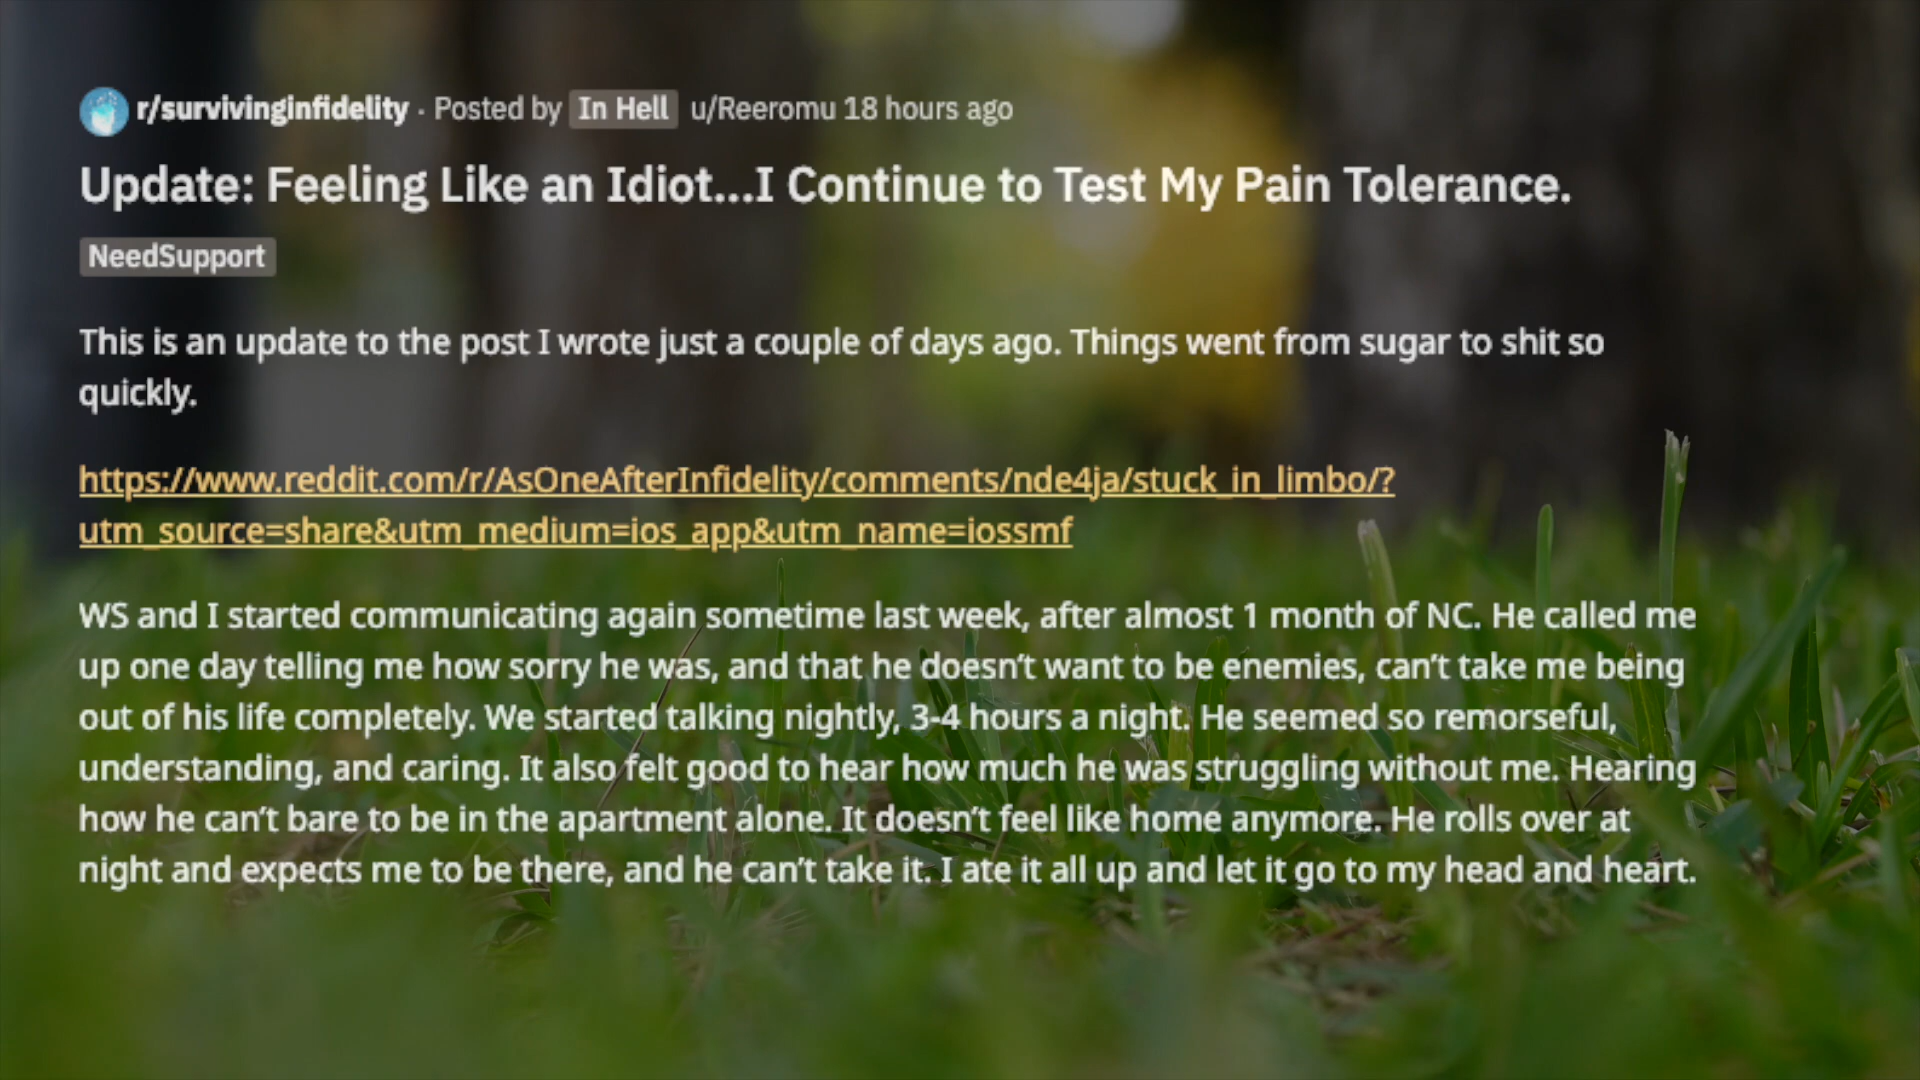 r/survivinginfidelity · Posted by In Hell u/Reeromu 18 hours ago
Update: Feeling Like an Idiot...I Continue to Test My Pain Tolerance.
NeedSupport
This is an update to the post I wrote just a couple of days ago. Things went from sugar to shit so
quickly.
https://www.reddit.com/r/AsOneAfterInfidelity/comments/nde4ja/stuck_in_limbo/?
utm_source=share&utm_medium=ios_app&utm_name=iossmf
WS and I started communicating again sometime last week, after almost 1 month of NC. He called me
up one day telling me how sorry he was, and that he doesn’t want to be enemies, can’t take me being
out of his life completely. We started talking nightly, 3-4 hours a night. He seemed so remorseful,
understanding, and caring. It also felt good to hear how much he was struggling without me. Hearing
how he can’t bare to be in the apartment alone. It doesn’t feel like home anymore. He rolls over at
night and expects me to be there, and he can’t take it. I ate it all up and let it go to my head and heart.